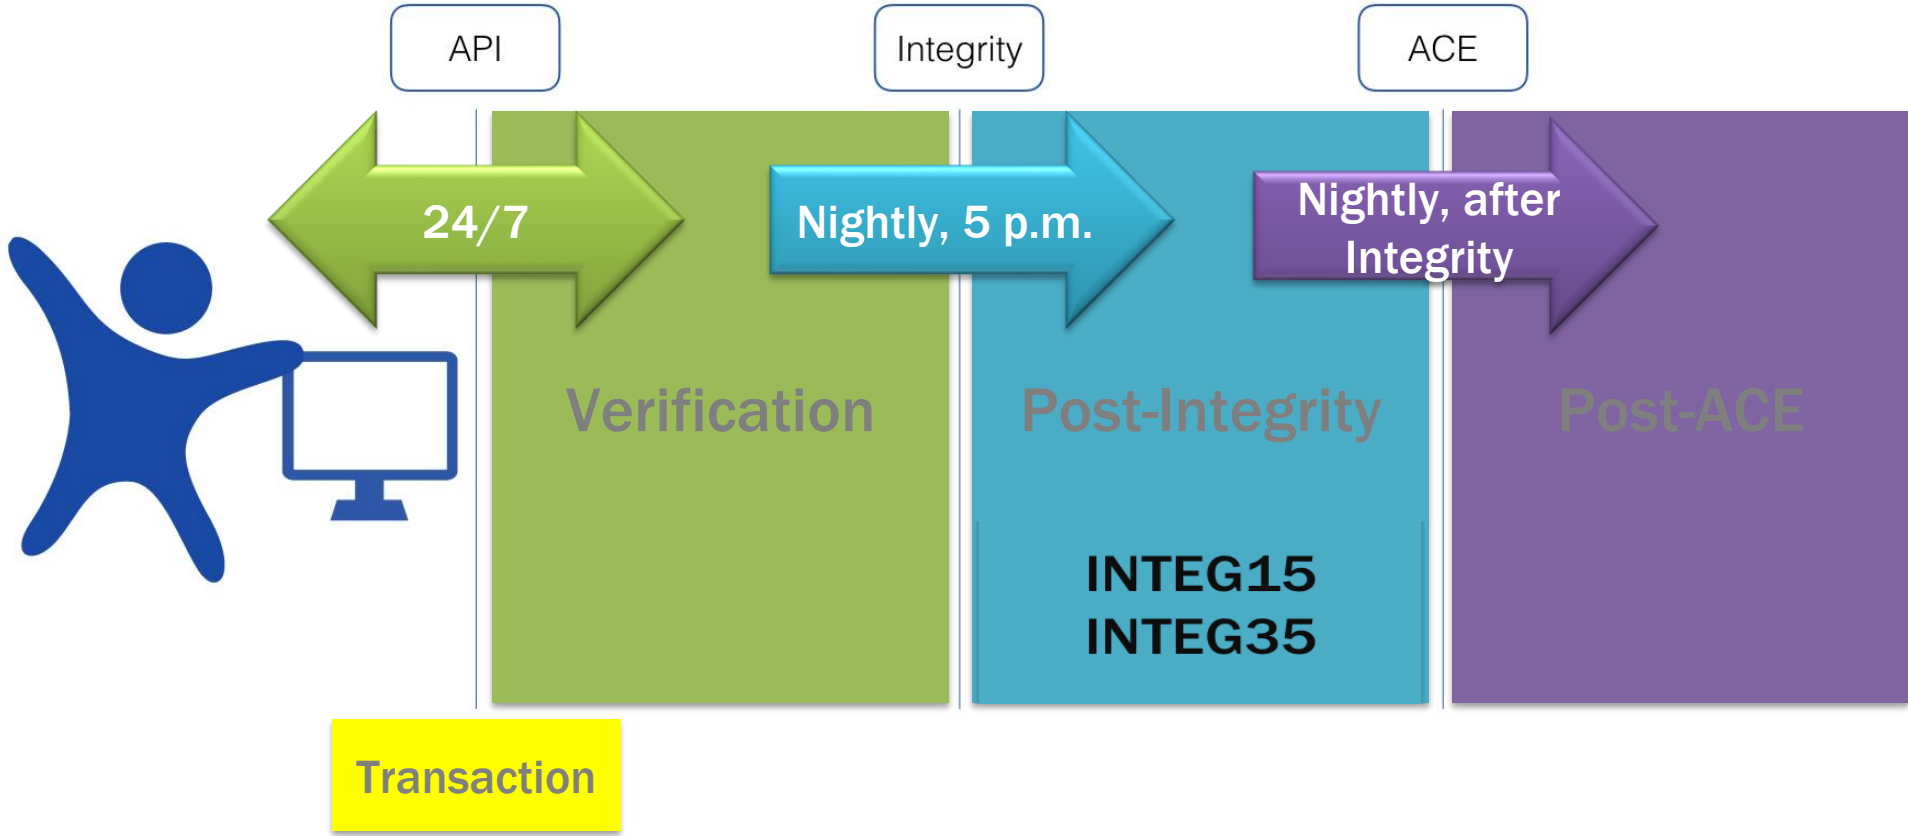 API
Integrity
ACE
24/7
Nightly, 5 p.m.
Nightly, after
Integrity
Verification
Post-Integrity
Post-ACE
INTEG15
INTEG35
Transaction